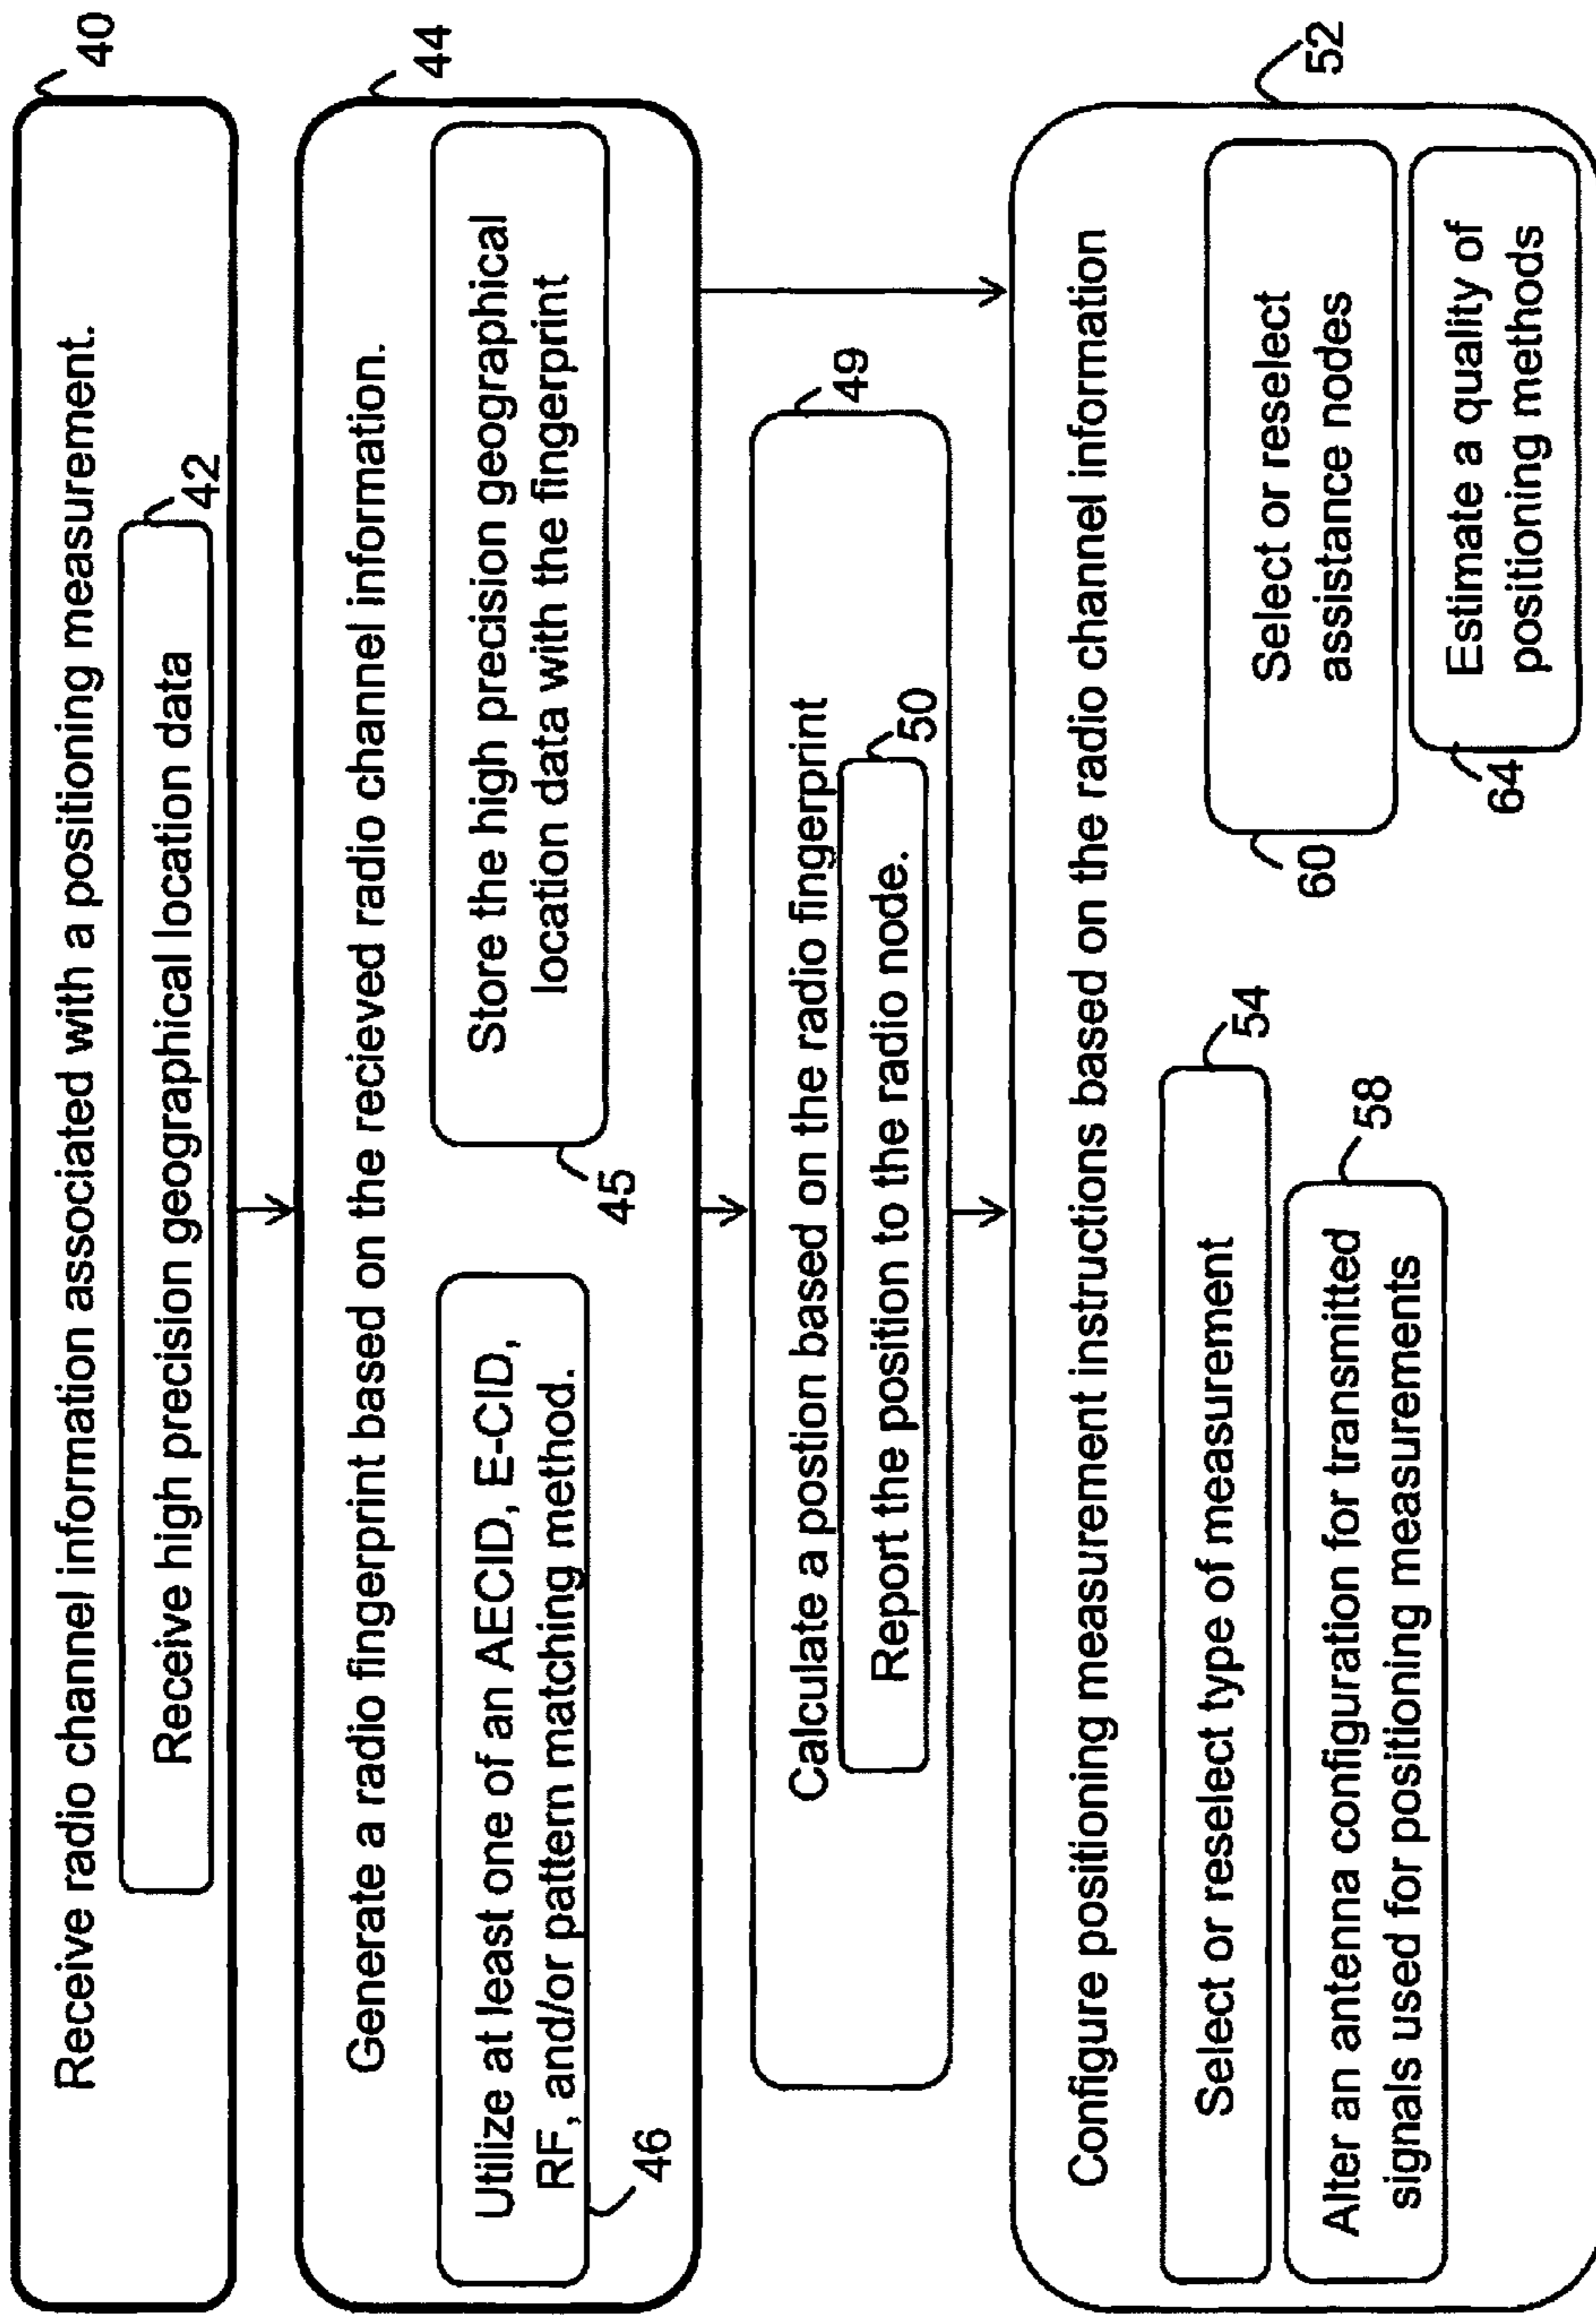 Receive radio channel information associated with a positioning measurement.
40
Receive high precision geographical location data
42
Generate a radio fingerprint based on the recieved radio channel information.
44
Utilize at least one of an AECID, E-CID,
RF, and/or pattern matching method.
46
Store the high precision geographical
location data with the fingerprint
45
Calculate a postion based on the radio fingerprint
49
Report the position to the radio node.
50
Configure positioning measurement instructions based on the radio channel information
52
Select or reselect type of measurement
54
Alter an antenna configuration for transmitted
signals used for positioning measurements
58
Select or reselect
assistance nodes
60
Estimate a quality of
positioning methods
64